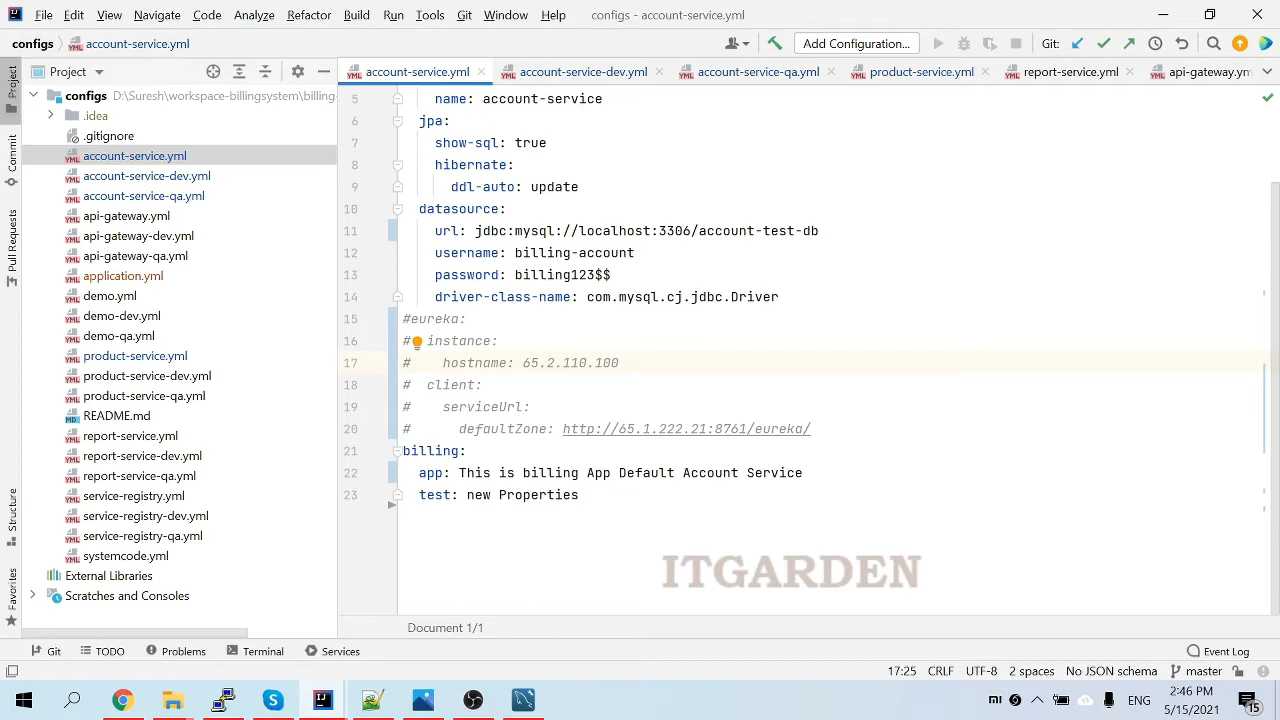 File Edit View Navigate Code Analyze Refactor Build Run Tools Git Window Help configs - account-service.yml
configs account-service.yml Add Configuration... Git:
Project
account-service.yml account-service-dev.yml account-service-qa.yml product-service.yml report-service.yml api-gateway.ym
configs D:\Suresh\workspace-billingsystem\billing-
.idea
.gitignore
account-service.yml
account-service-dev.yml
account-service-qa.yml
api-gateway.yml
api-gateway-dev.yml
api-gateway-qa.yml
application.yml
demo.yml
demo-dev.yml
demo-qa.yml
product-service.yml
product-service-dev.yml
product-service-qa.yml
README.md
report-service.yml
report-service-dev.yml
report-service-qa.yml
service-registry.yml
service-registry-dev.yml
service-registry-qa.yml
systemcode.yml
External Libraries
Scratches and Consoles
Project
Commit
Pull Requests
Structure
Favorites
5 name: account-service
6 jpa:
7 show-sql: true
8 hibernate:
9 ddl-auto: update
10 datasource:
11 url: jdbc:mysql://localhost:3306/account-test-db
12 username: billing-account
13 password: billing123$$
14 driver-class-name: com.mysql.cj.jdbc.Driver
15 #eureka:
16 # instance:
17 # hostname: 65.2.110.100
18 # client:
19 # serviceUrl:
20 # defaultZone: http://65.1.222.21:8761/eureka/
21 billing:
22 app: This is billing App Default Account Service
23 test: new Properties
ITGARDEN
Document 1/1
Git TODO Problems Terminal Services Event Log
17:25 CRLF UTF-8 2 spaces No JSON schema master
ENG 2:46 PM
5/15/2021 15